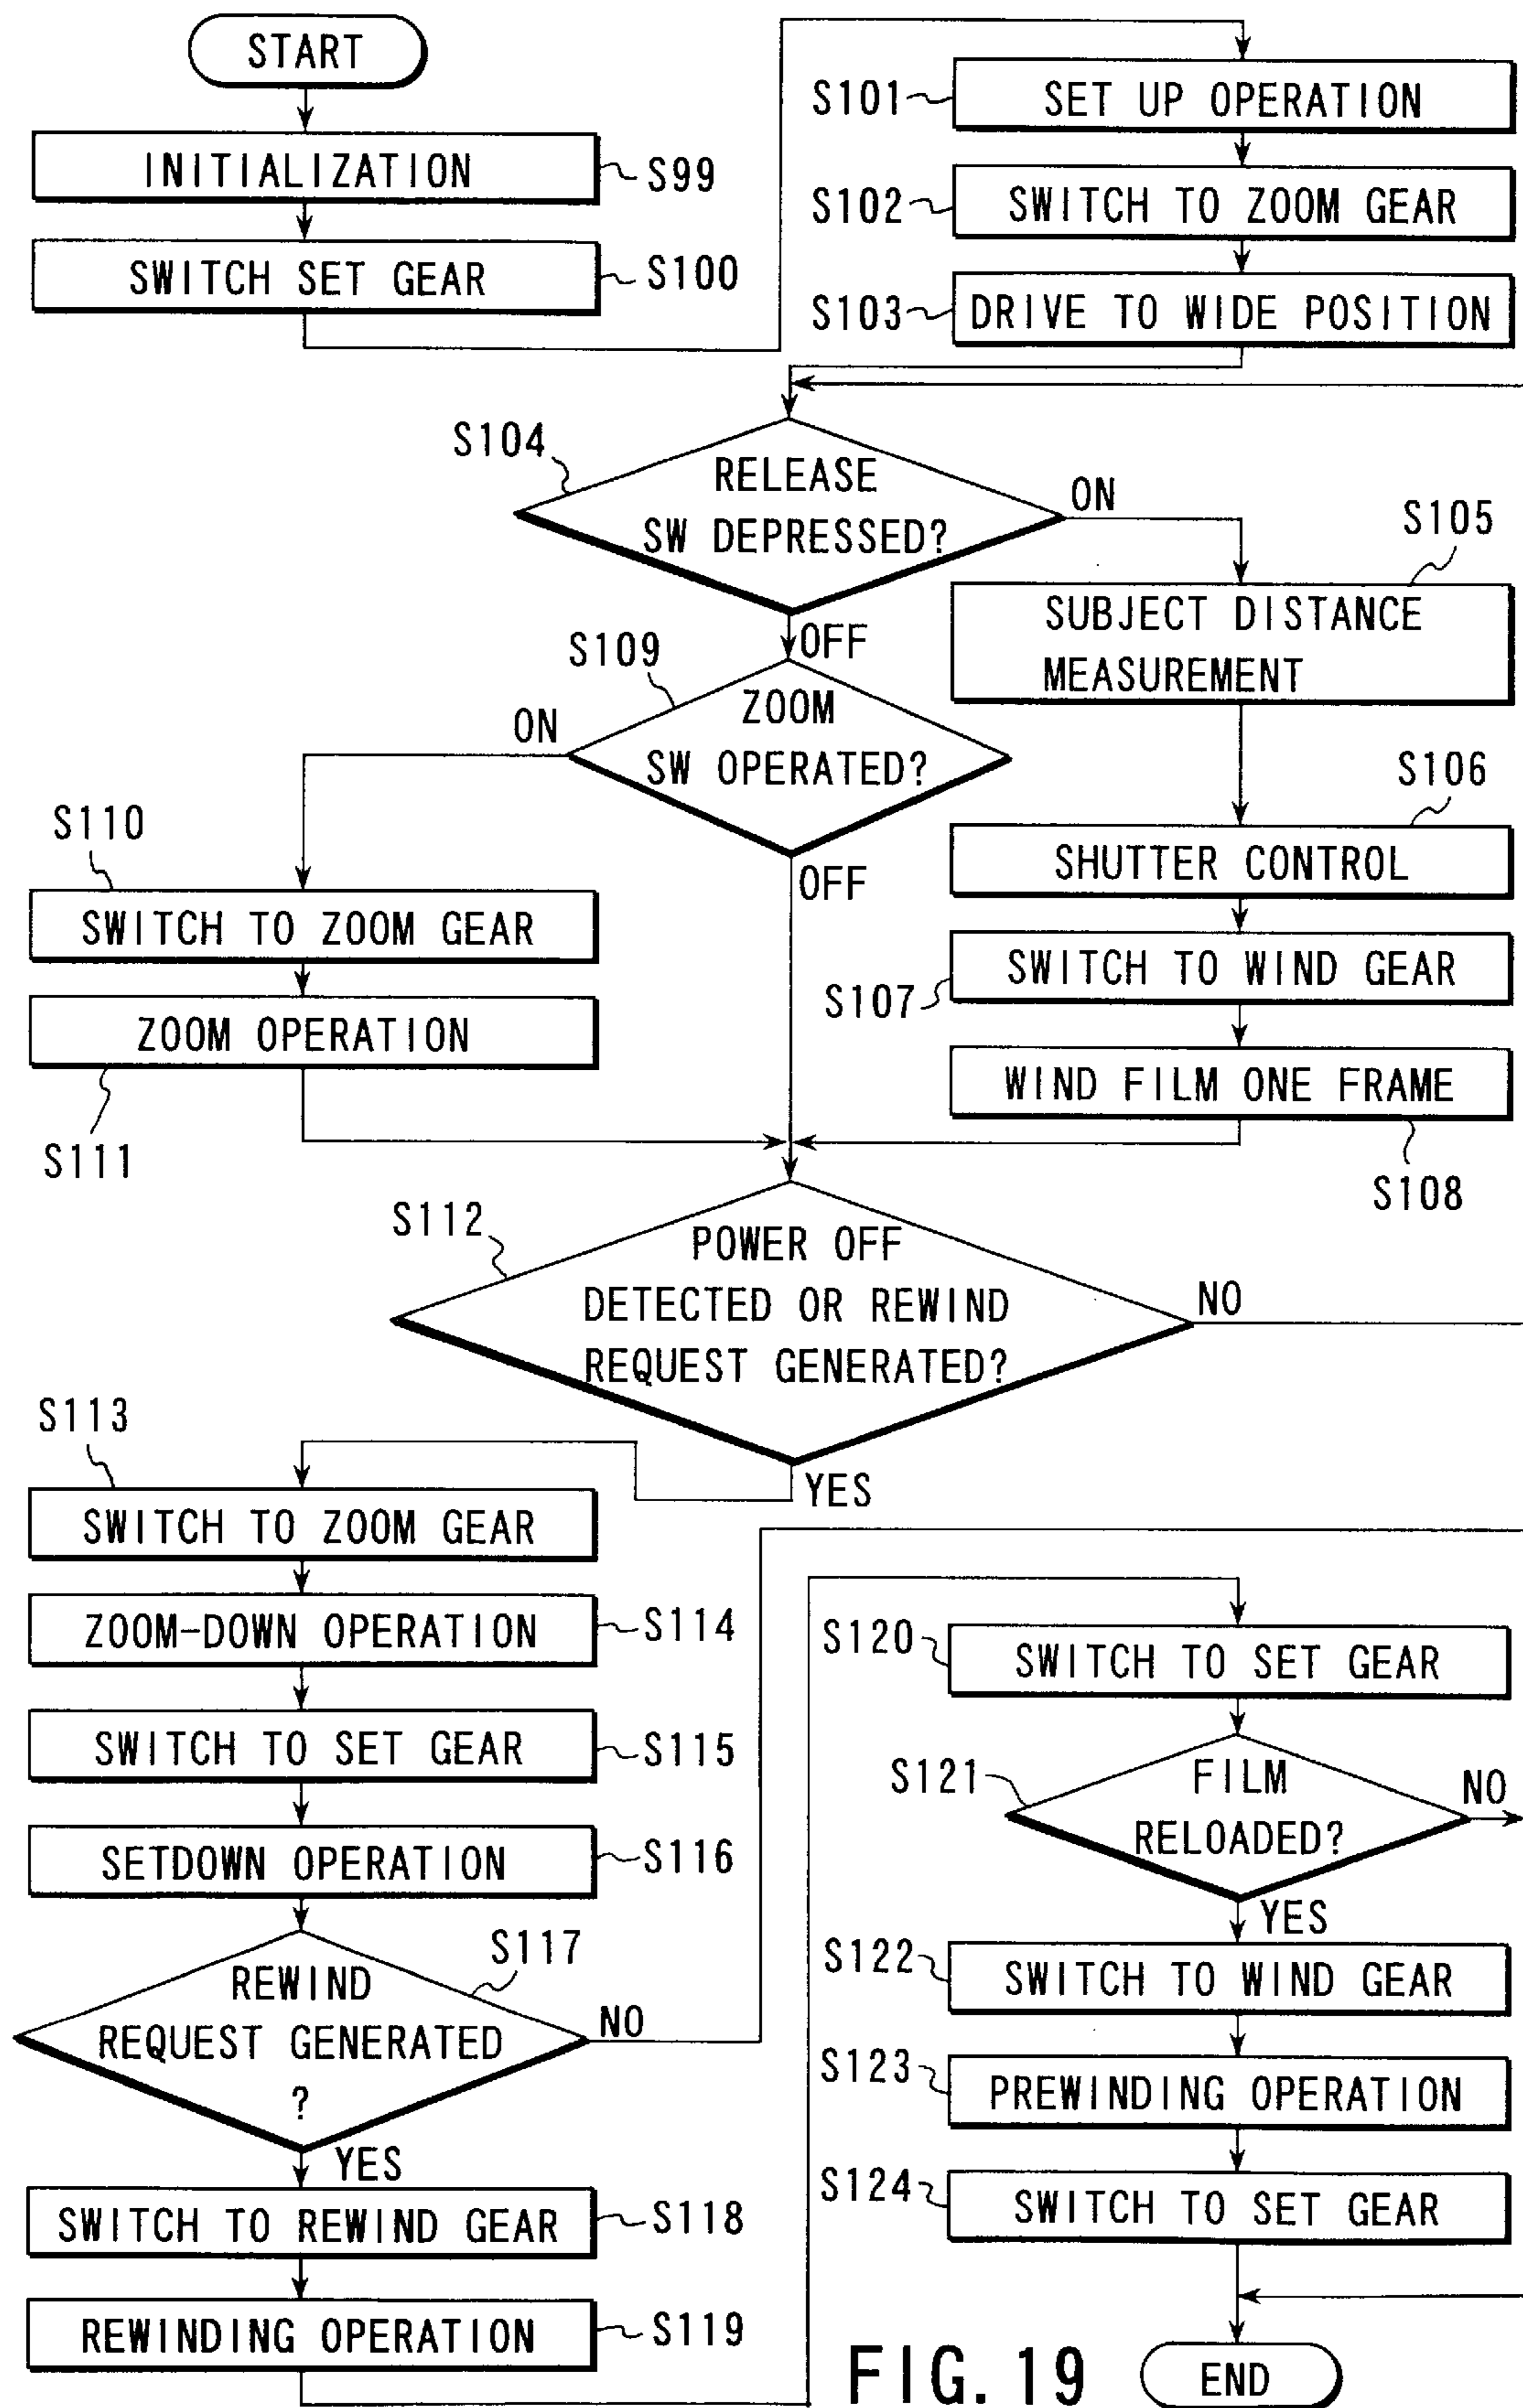 START
INITIALIZATION
S99
SWITCH SET GEAR
S100
S101
SET UP OPERATION
S102
SWITCH TO ZOOM GEAR
S103
DRIVE TO WIDE POSITION
S104
RELEASE
SW DEPRESSED?
ON
OFF
S105
SUBJECT DISTANCE
MEASUREMENT
S109
ZOOM
SW OPERATED?
ON
OFF
S106
SHUTTER CONTROL
S110
SWITCH TO ZOOM GEAR
S107
SWITCH TO WIND GEAR
ZOOM OPERATION
S111
WIND FILM ONE FRAME
S108
S112
POWER OFF
DETECTED OR REWIND
REQUEST GENERATED?
NO
YES
S113
SWITCH TO ZOOM GEAR
ZOOM-DOWN OPERATION
S114
SWITCH TO SET GEAR
S115
SETDOWN OPERATION
S116
S117
REWIND
REQUEST GENERATED
?
NO
YES
SWITCH TO REWIND GEAR
S118
REWINDING OPERATION
S119
S120
SWITCH TO SET GEAR
S121
FILM
RELOADED?
NO
YES
S122
SWITCH TO WIND GEAR
S123
PREWINDING OPERATION
S124
SWITCH TO SET GEAR
END
FIG. 19